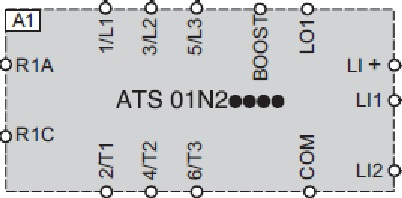 A1
1/L1 3/L2 5/L3 BOOST LO1
R1A LI +
ATS 01N2●●●● LI1
R1C
2/T1 4/T2 6/T3 COM LI2